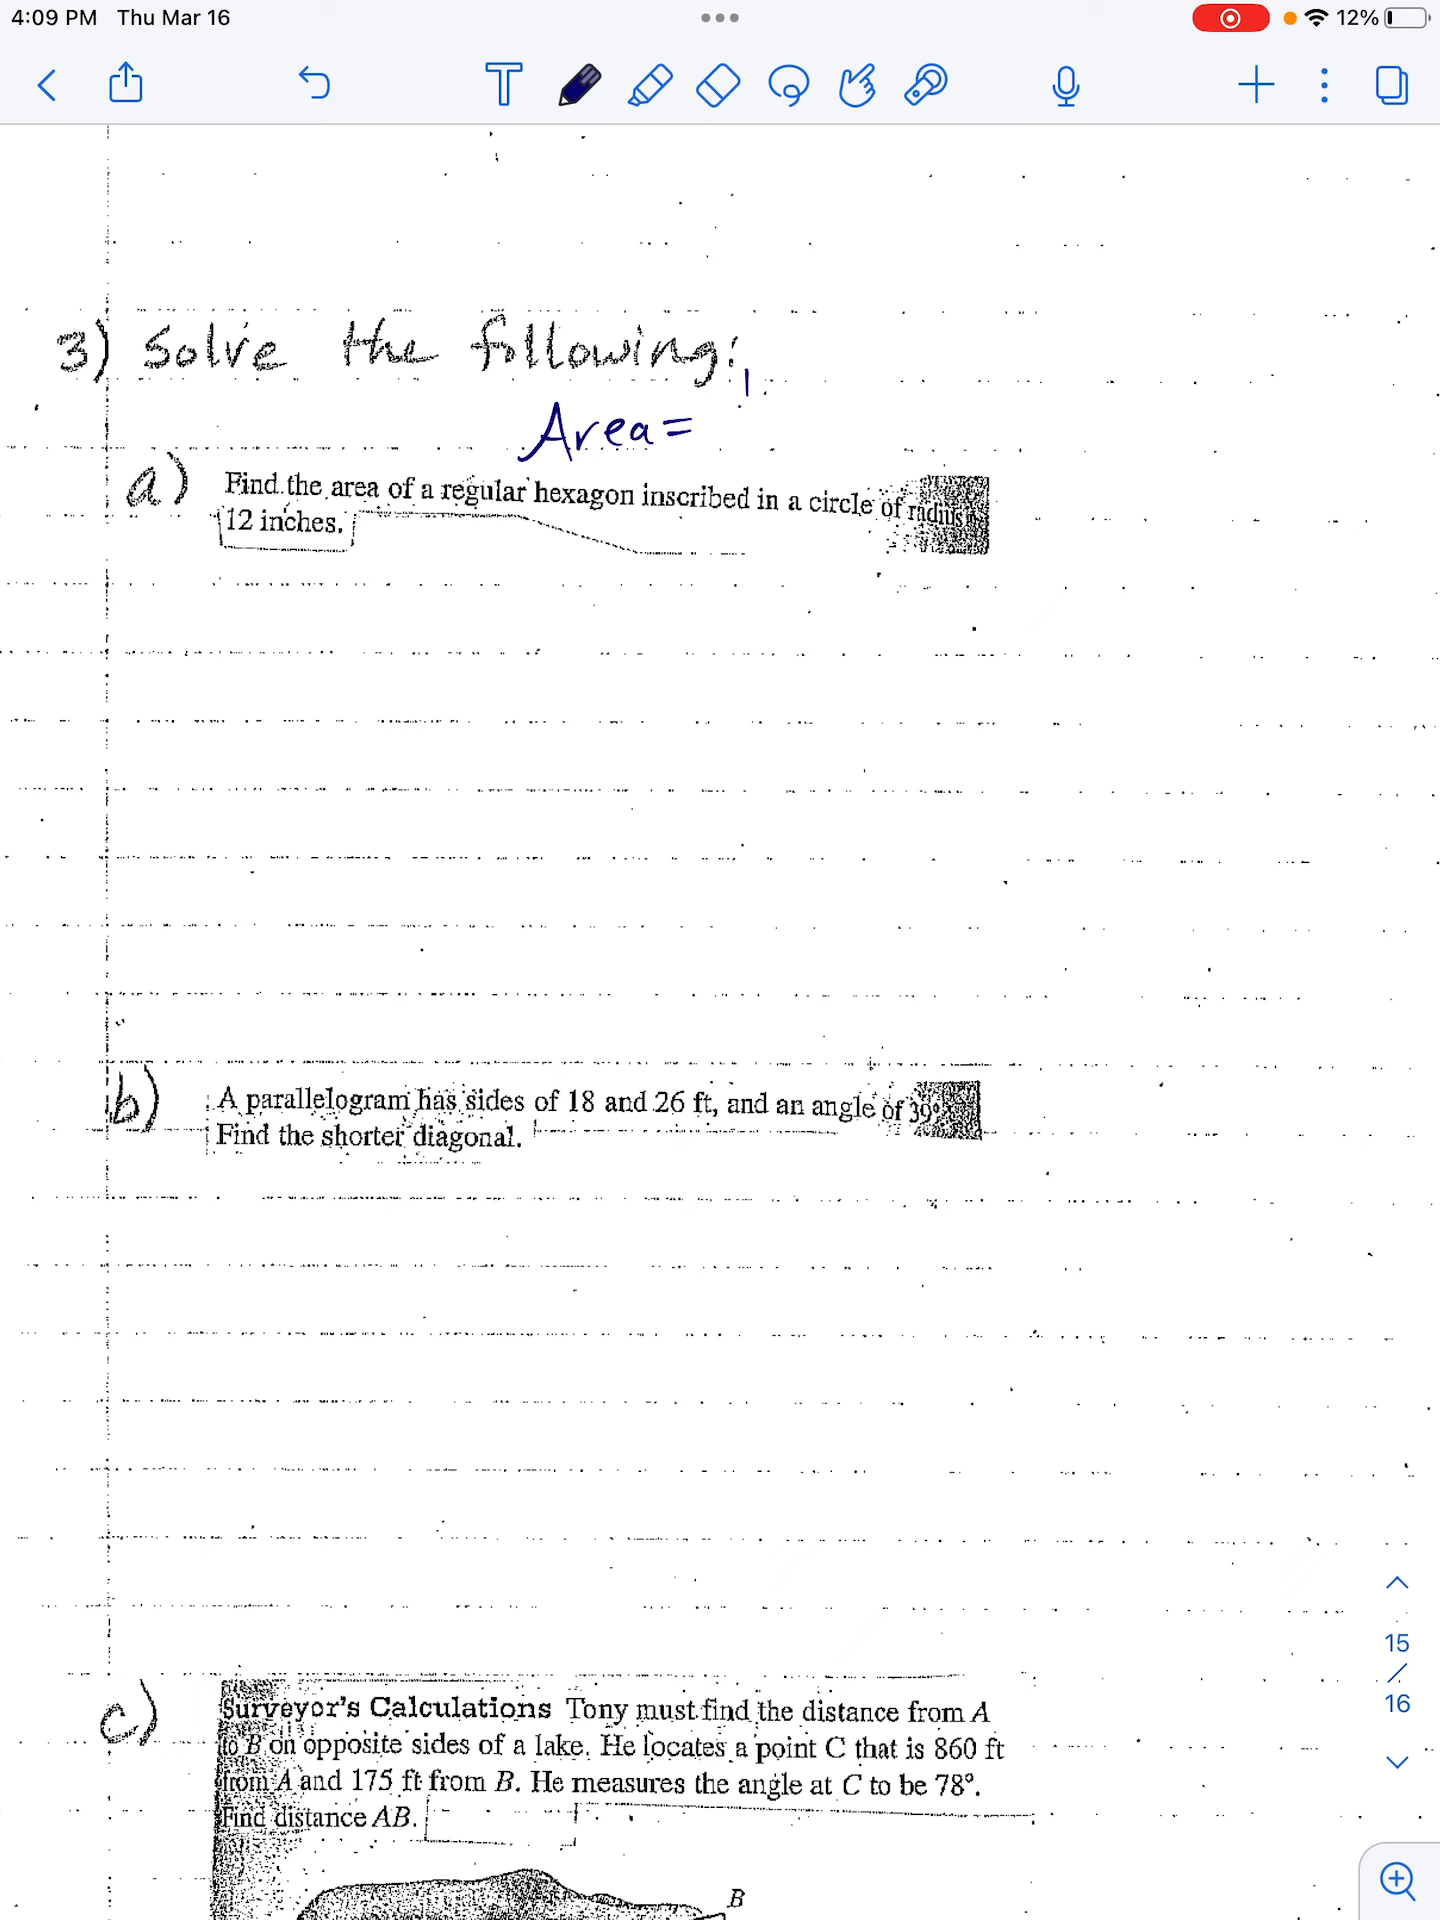 4:09 PM Thu Mar 16
12%
3) Solve the following:
Area=
a) Find the area of a regular hexagon inscribed in a circle of radius
12 inches.
b) A parallelogram has sides of 18 and 26 ft, and an angle of 39°.
Find the shorter diagonal.
15
/
16
c) Surveyor's Calculations Tony must find the distance from A
to B on opposite sides of a lake. He locates a point C that is 860 ft
from A and 175 ft from B. He measures the angle at C to be 78°.
Find distance AB.
B